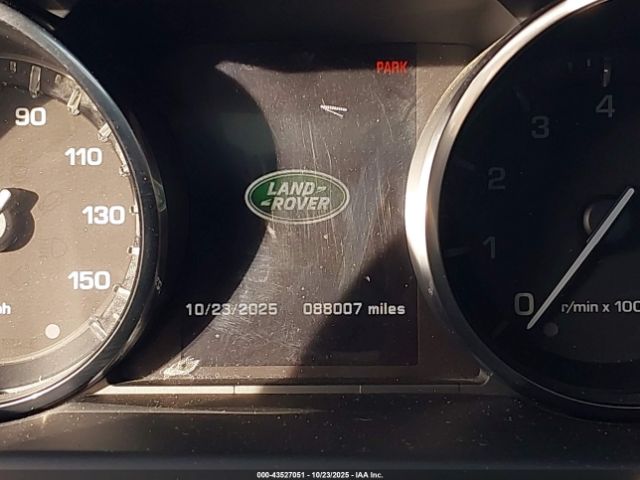 PARK
90
110
130
150
LAND
ROVER
10/23/2025 088007 miles
4
3
2
1
0 r/min x 100
000-43527051 - 10/23/2025 - IAA Inc.